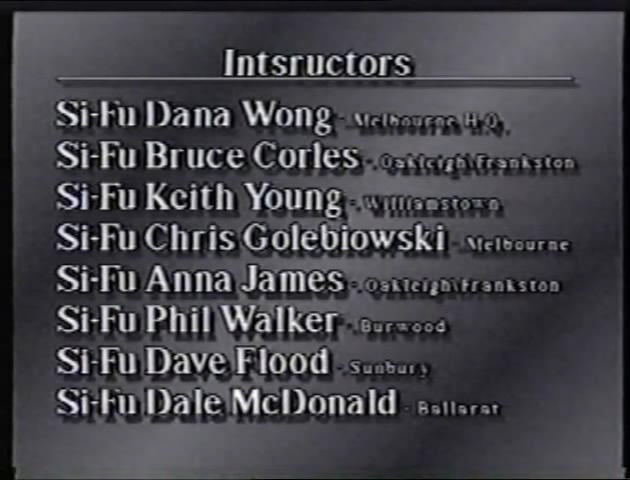 Intsructors
Si-Fu Dana Wong - Melbourne H.Q.
Si-Fu Bruce Corles - Oakleigh\Frankston
Si-Fu Keith Young - Williamstown
Si-Fu Chris Golebiowski - Melbourne
Si-Fu Anna James - Oakleigh\Frankston
Si-Fu Phil Walker - Burwood
Si-Fu Dave Flood - Sunbury
Si-Fu Dale McDonald - Ballarat